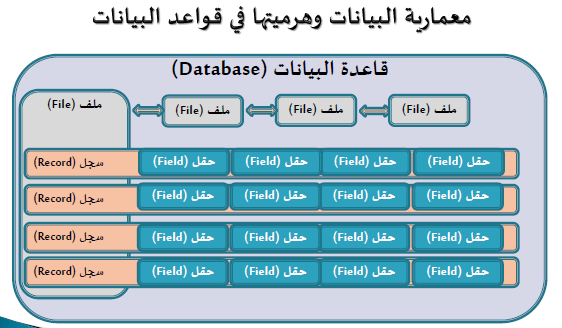 معمارية البيانات وهرميتها في قواعد البيانات
قاعدة البيانات (Database)
ملف (File) ملف (File) ملف (File) ملف (File)
حقل (Field) حقل (Field) حقل (Field) حقل (Field) سجل (Record)
حقل (Field) حقل (Field) حقل (Field) حقل (Field) سجل (Record)
حقل (Field) حقل (Field) حقل (Field) حقل (Field) سجل (Record)
حقل (Field) حقل (Field) حقل (Field) حقل (Field) سجل (Record)